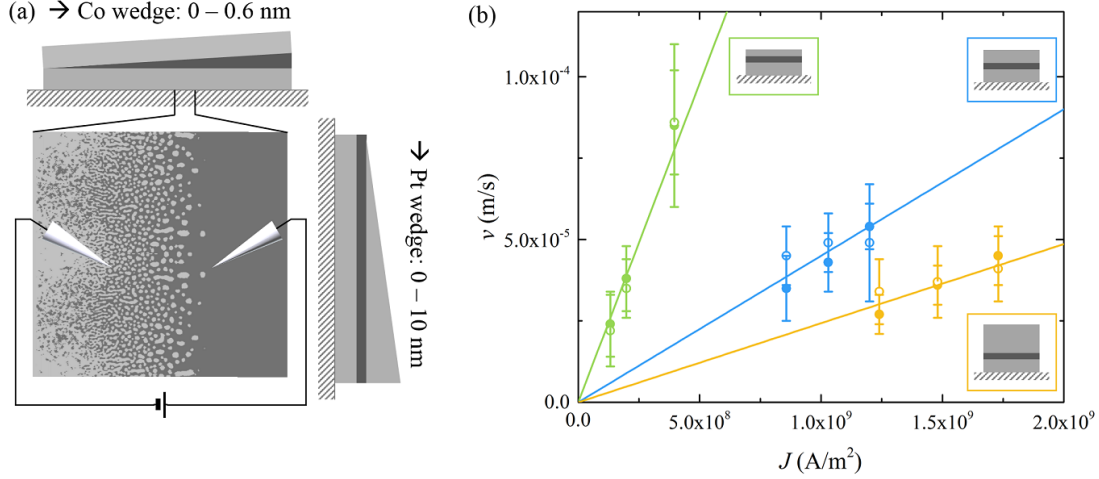 (a)
→ Co wedge: 0 – 0.6 nm
→ Pt wedge: 0 – 10 nm
(b)
v (m/s)
1.0x10⁻⁴
5.0x10⁻⁵
0.0
0.0
5.0x10⁸
1.0x10⁹
1.5x10⁹
2.0x10⁹
J (A/m²)